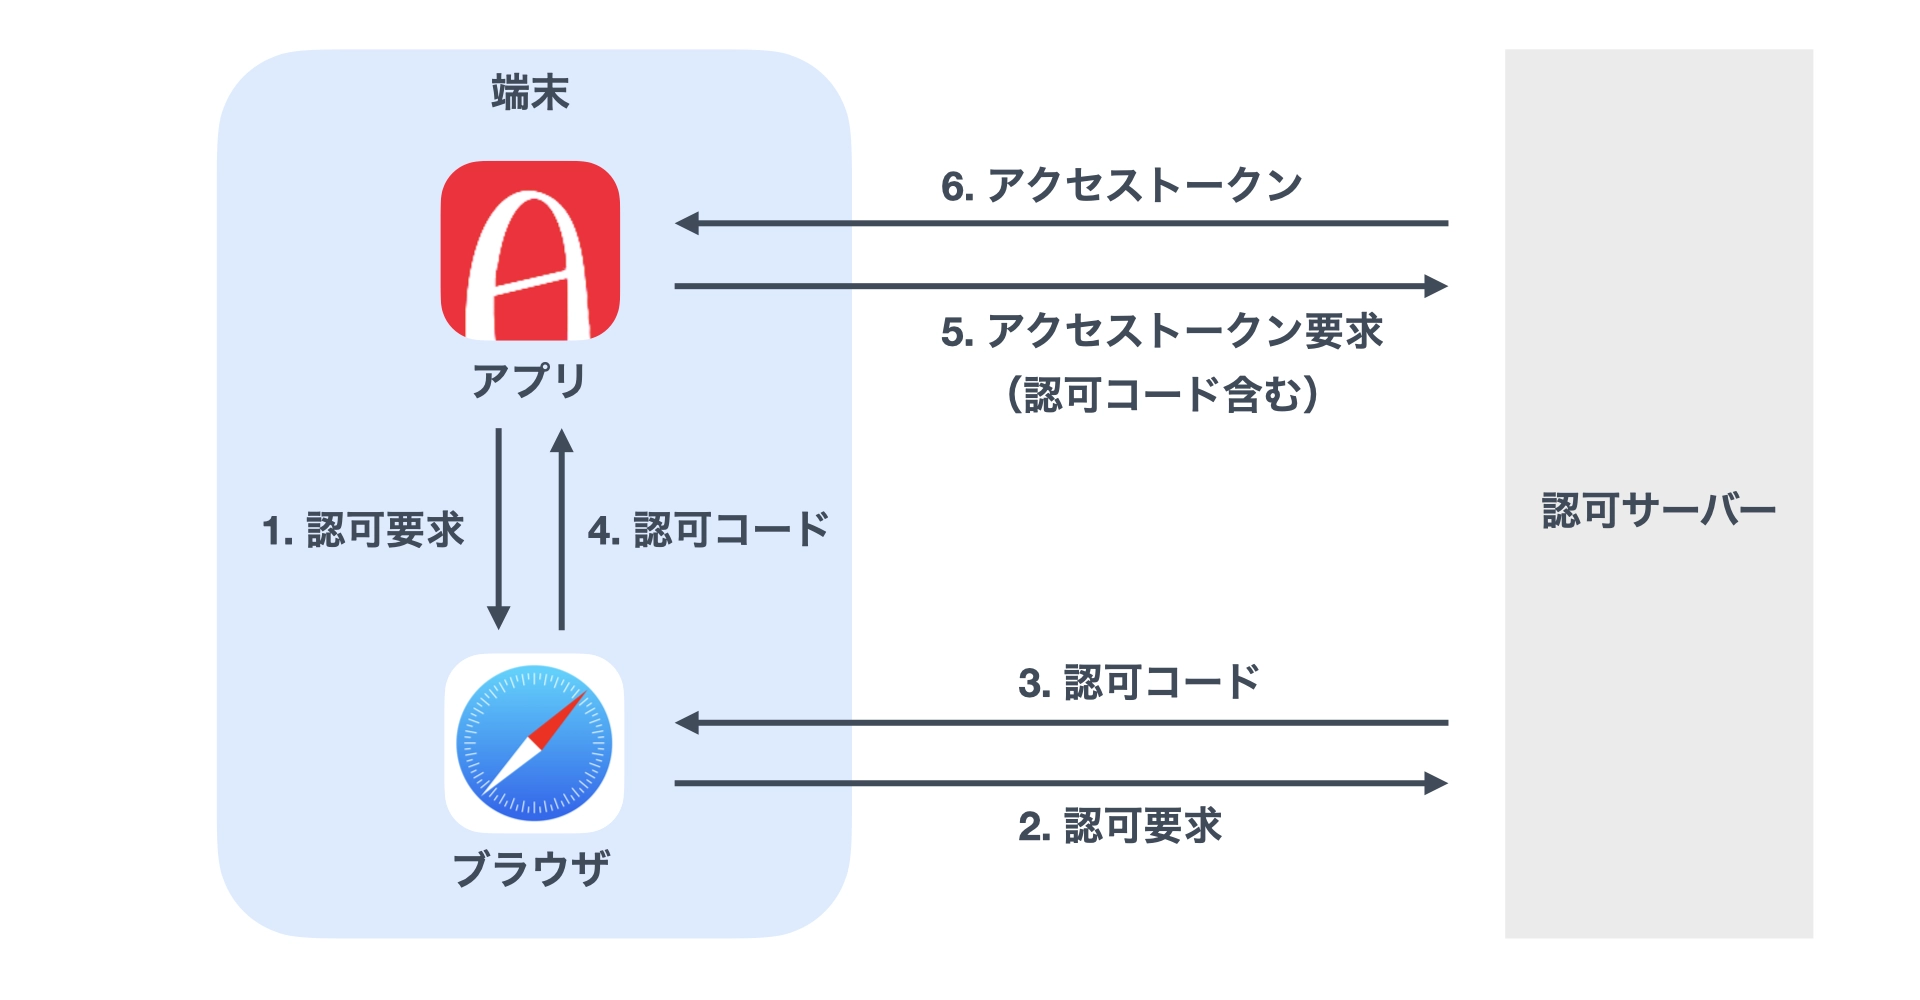 端末
アプリ
1. 認可要求
4. 認可コード
ブラウザ
6. アクセストークン
5. アクセストークン要求
（認可コード含む）
3. 認可コード
2. 認可要求
認可サーバー